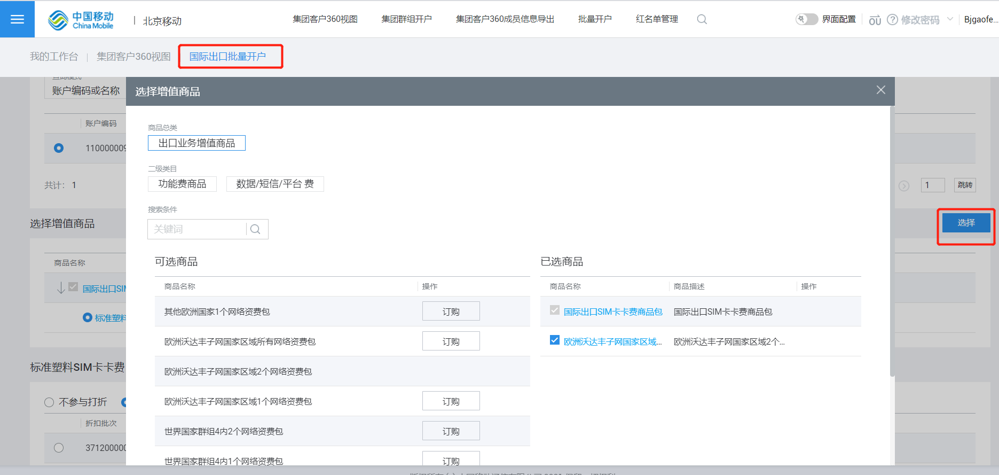 中国移动
China Mobile
北京移动
集团客户360视图
集团群组开户
集团客户360成员信息导出
批量开户
红名单管理
界面配置
修改密码
Bjgaofe...
我的工作台
集团客户360视图
国际出口批量开户
账户编码或名称
选择增值商品
账户编码
商品总类
出口业务增值商品
110000009
二级类目
功能费商品
数据/短信/平台 费
共计： 1
1
跳转
搜索条件
关键词
选择增值商品
选择
可选商品
已选商品
商品名称
商品名称
操作
商品名称
商品描述
操作
国际出口SIM
标准塑料
其他欧洲国家1个网络资费包
订购
国际出口SIM卡卡费商品包
国际出口SIM卡卡费商品包
欧洲沃达丰子网国家区域所有网络资费包
订购
欧洲沃达丰子网国家区域...
欧洲沃达丰子网国家区域2个...
欧洲沃达丰子网国家区域2个网络资费包
标准塑料SIM卡卡费
欧洲沃达丰子网国家区域1个网络资费包
订购
不参与打折
折扣批次
世界国家群组4内2个网络资费包
订购
37120000
世界国家群组4内1个网络资费包
订购